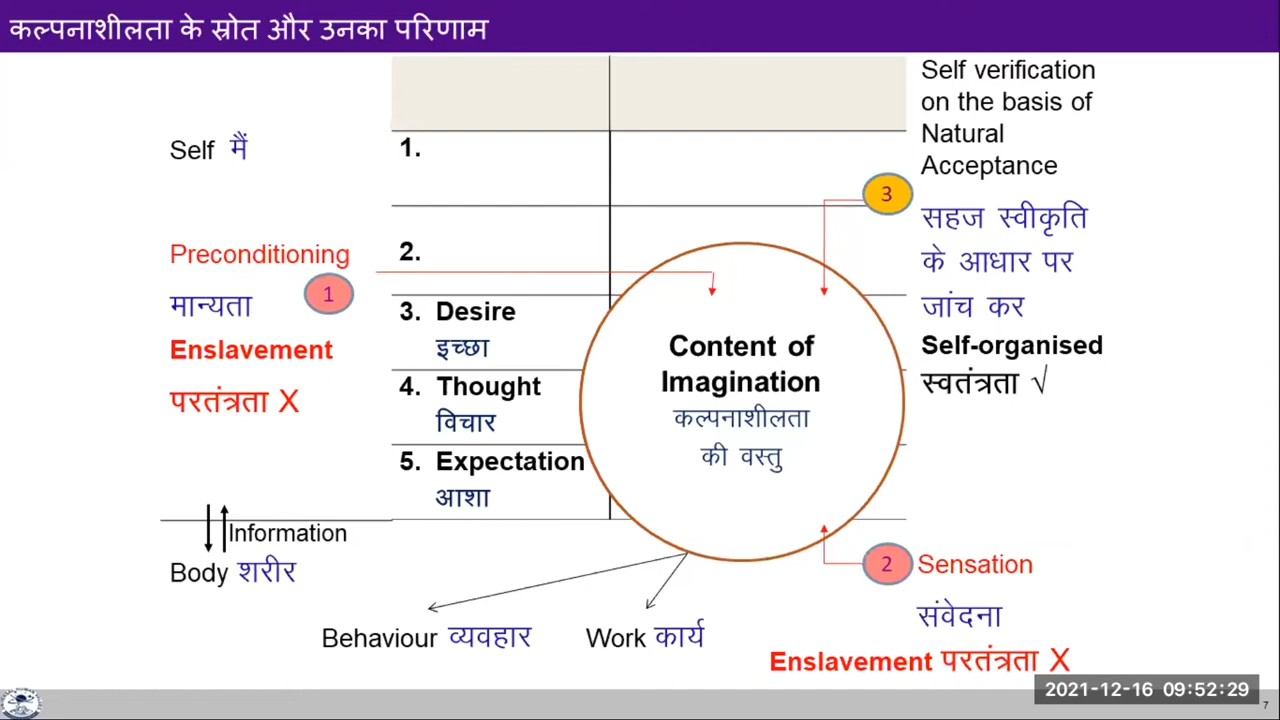 कल्पनाशीलता के स्रोत और उनका परिणाम
Self मैं
1.
Self verification
on the basis of
Natural
Acceptance
3
सहज स्वीकृति
के आधार पर
जांच कर
Self-organised
स्वतंत्रता √
Preconditioning
मान्यता
1
Enslavement
परतंत्रता X
2.
3. Desire
इच्छा
4. Thought
विचार
5. Expectation
आशा
Content of
Imagination
कल्पनाशीलता
की वस्तु
Information
Body शरीर
2
Sensation
संवेदना
Enslavement परतंत्रता X
Behaviour व्यवहार
Work कार्य
2021-12-16 09:52:29
7